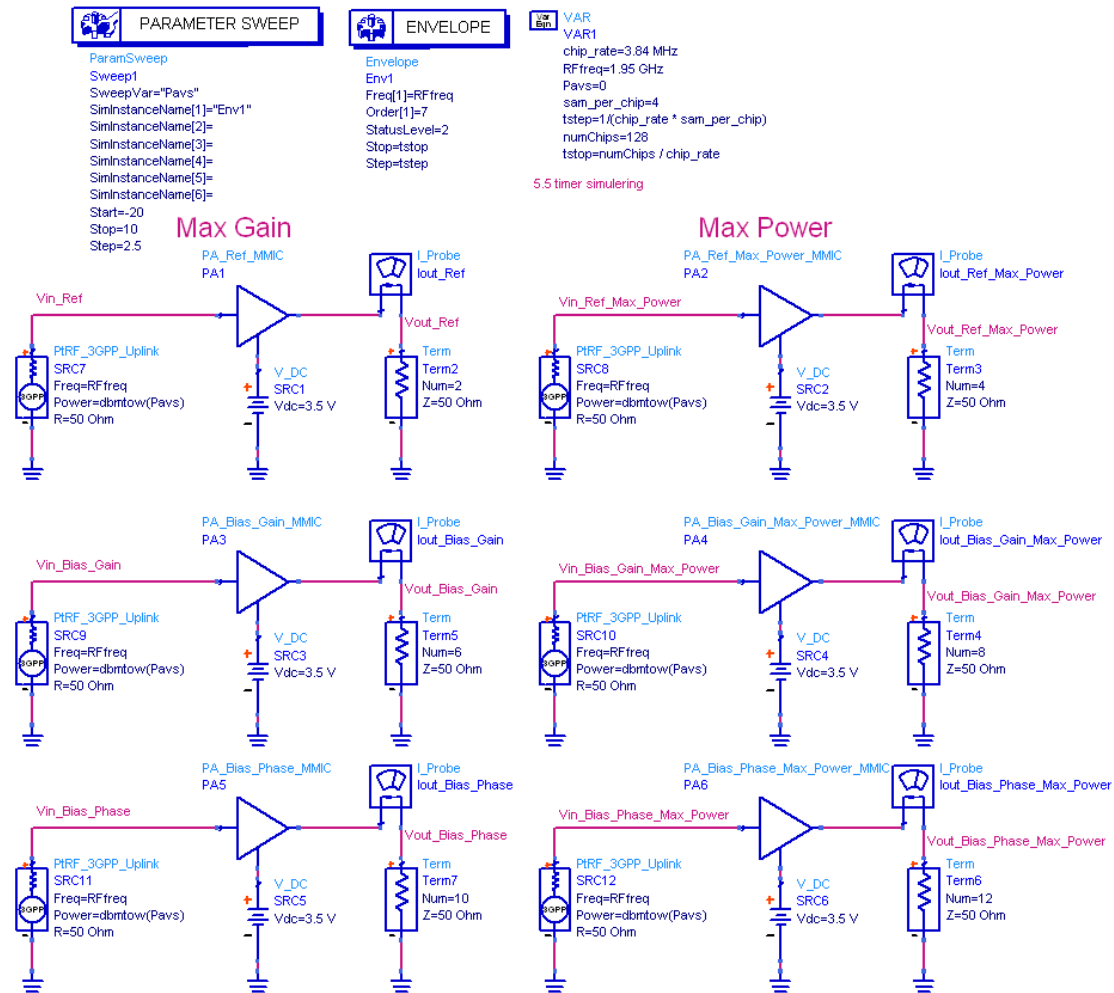 PARAMETER SWEEP
ParamSweep
Sweep1
SweepVar="Pavs"
SimInstanceName[1]="Env1"
SimInstanceName[2]=
SimInstanceName[3]=
SimInstanceName[4]=
SimInstanceName[5]=
SimInstanceName[6]=
Start=-20
Stop=10
Step=2.5
ENVELOPE
Envelope
Env1
Freq[1]=RFfreq
Order[1]=7
StatusLevel=2
Stop=tstop
Step=tstep
Var
Eqn
VAR
VAR1
chip_rate=3.84 MHz
RFfreq=1.95 GHz
Pavs=0
sam_per_chip=4
tstep=1/(chip_rate * sam_per_chip)
numChips=128
tstop=numChips / chip_rate
5.5 timer simulering
Max Gain
PA_Ref_MMIC
PA1
I_Probe
Iout_Ref
Vin_Ref
Vout_Ref
PtRF_3GPP_Uplink
SRC7
Freq=RFfreq
Power=dbmtow(Pavs)
R=50 Ohm
3GPP
V_DC
SRC1
Vdc=3.5 V
Term
Term2
Num=2
Z=50 Ohm
Max Power
PA_Ref_Max_Power_MMIC
PA2
I_Probe
Iout_Ref_Max_Power
Vin_Ref_Max_Power
Vout_Ref_Max_Power
PtRF_3GPP_Uplink
SRC8
Freq=RFfreq
Power=dbmtow(Pavs)
R=50 Ohm
3GPP
V_DC
SRC2
Vdc=3.5 V
Term
Term3
Num=4
Z=50 Ohm
PA_Bias_Gain_MMIC
PA3
I_Probe
Iout_Bias_Gain
Vin_Bias_Gain
Vout_Bias_Gain
PtRF_3GPP_Uplink
SRC9
Freq=RFfreq
Power=dbmtow(Pavs)
R=50 Ohm
3GPP
V_DC
SRC3
Vdc=3.5 V
Term
Term5
Num=6
Z=50 Ohm
PA_Bias_Gain_Max_Power_MMIC
PA4
I_Probe
Iout_Bias_Gain_Max_Power
Vin_Bias_Gain_Max_Power
Vout_Bias_Gain_Max_Power
PtRF_3GPP_Uplink
SRC10
Freq=RFfreq
Power=dbmtow(Pavs)
R=50 Ohm
3GPP
V_DC
SRC4
Vdc=3.5 V
Term
Term4
Num=8
Z=50 Ohm
PA_Bias_Phase_MMIC
PA5
I_Probe
Iout_Bias_Phase
Vin_Bias_Phase
Vout_Bias_Phase
PtRF_3GPP_Uplink
SRC11
Freq=RFfreq
Power=dbmtow(Pavs)
R=50 Ohm
3GPP
V_DC
SRC5
Vdc=3.5 V
Term
Term7
Num=10
Z=50 Ohm
PA_Bias_Phase_Max_Power_MMIC
PA6
I_Probe
Iout_Bias_Phase_Max_Power
Vin_Bias_Phase_Max_Power
Vout_Bias_Phase_Max_Power
PtRF_3GPP_Uplink
SRC12
Freq=RFfreq
Power=dbmtow(Pavs)
R=50 Ohm
3GPP
V_DC
SRC6
Vdc=3.5 V
Term
Term6
Num=12
Z=50 Ohm